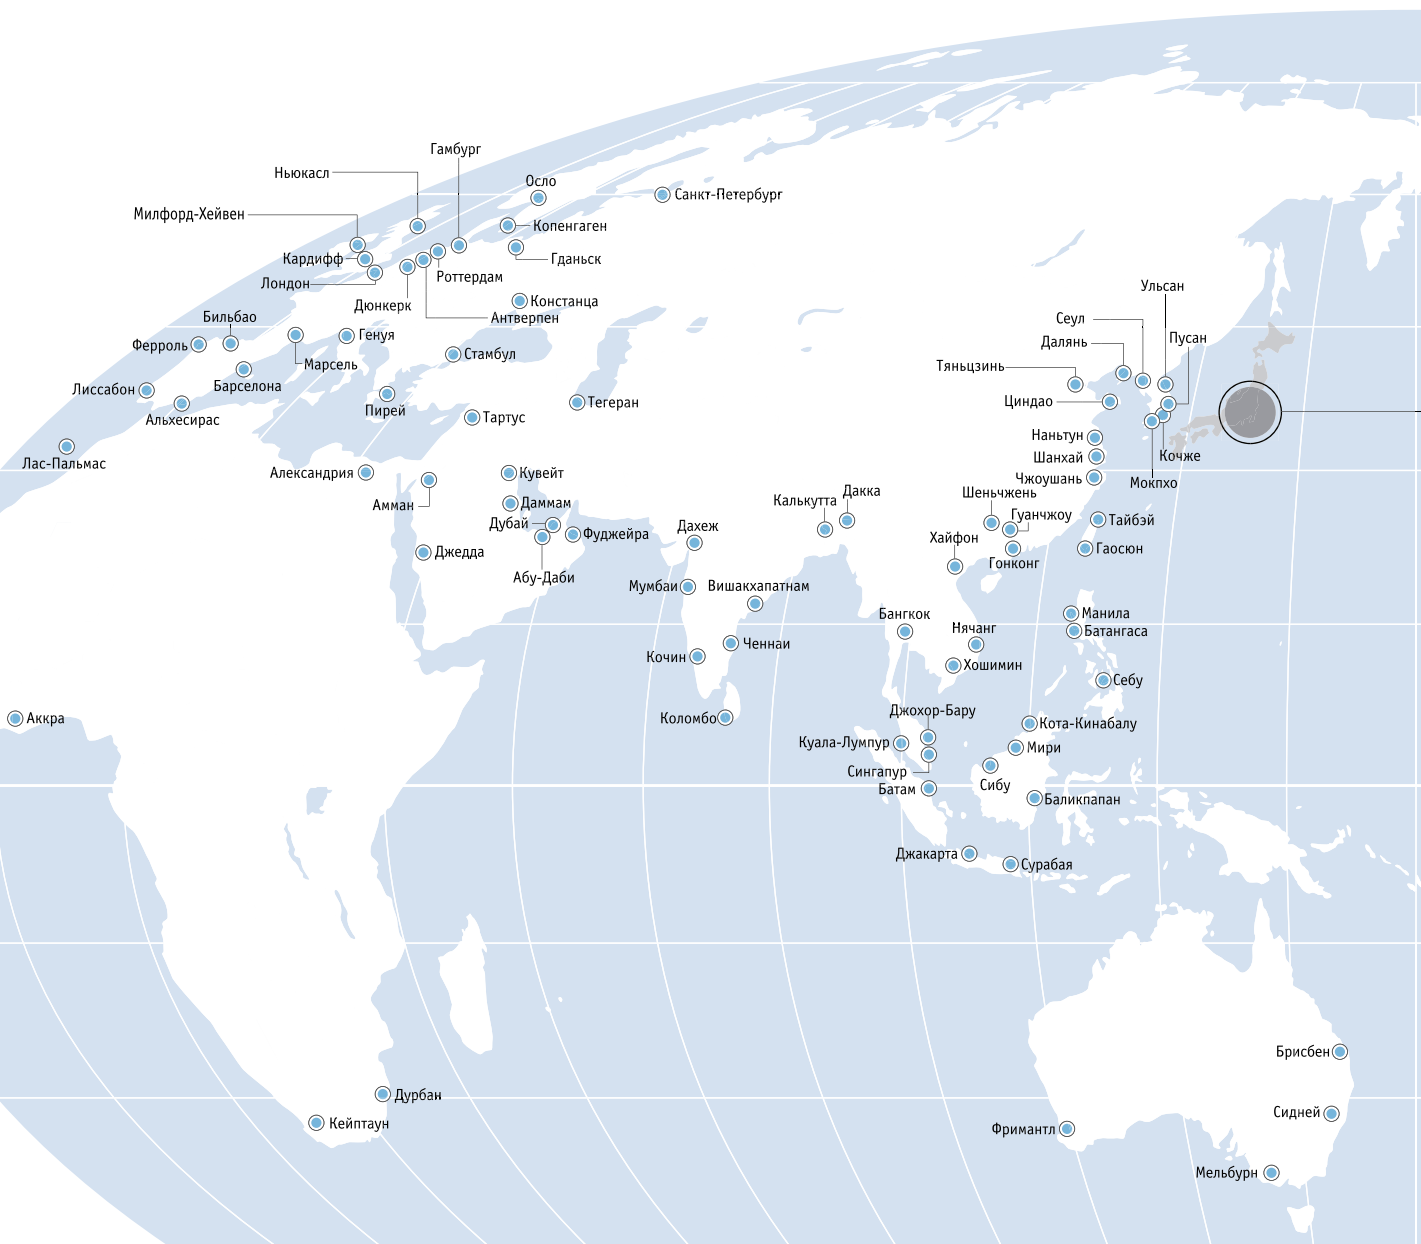 Гамбург
Ньюкасл
Осло
Санкт-Петербург
Милфорд-Хейвен
Копенгаген
Кардифф
Гданьск
Роттердам
Лондон
Ульсан
Констанца
Дюнкерк
Бильбао
Антверпен
Сеул
Генуя
Пусан
Далянь
Ферроль
Стамбул
Марсель
Тяньцзинь
Барселона
Лиссабон
Тегеран
Циндао
Пирей
Альхесирас
Тартус
Наньтун
Кочже
Шанхай
Лас-Пальмас
Александрия
Кувейт
Чжоушань
Мокпхо
Дакка
Шеньчжень
Калькутта
Амман
Даммам
Гуанчжоу
Тайбэй
Дубай
Дахеж
Фуджейра
Хайфон
Гаосюн
Джедда
Гонконг
Абу-Даби
Мумбаи
Вишакхапатнам
Бангкок
Манила
Нячанг
Батангаса
Ченнаи
Кочин
Хошимин
Себу
Джохор-Бару
Аккра
Коломбо
Кота-Кинабалу
Куала-Лумпур
Мири
Сингапур
Сибу
Батам
Баликпапан
Джакарта
Сурабая
Брисбен
Дурбан
Сидней
Кейптаун
Фримантл
Мельбурн